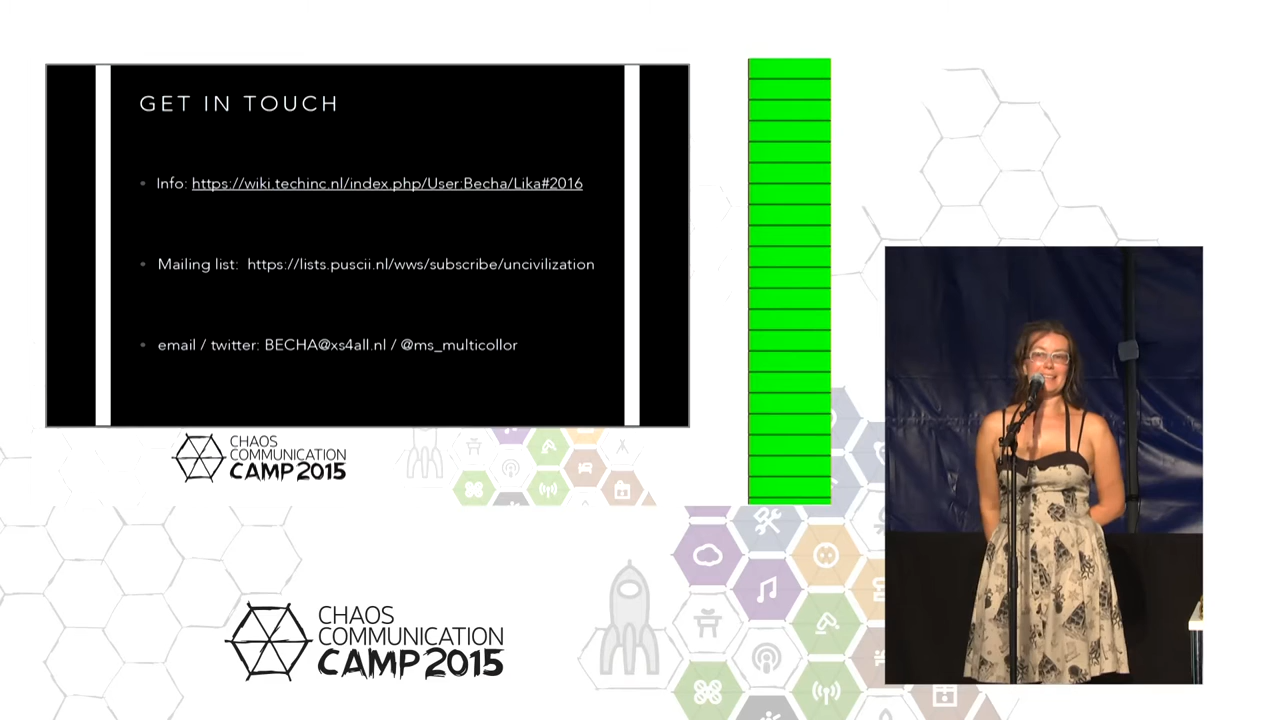 GET IN TOUCH
Info: https://wiki.techinc.nl/index.php/User:Becha/Lika#2016
Mailing list: https://lists.puscii.nl/wws/subscribe/uncivilization
email / twitter: BECHA@xs4all.nl / @ms_multicollor
CHAOS
COMMUNICATION
CAMP 2015
CHAOS
COMMUNICATION
CAMP 2015